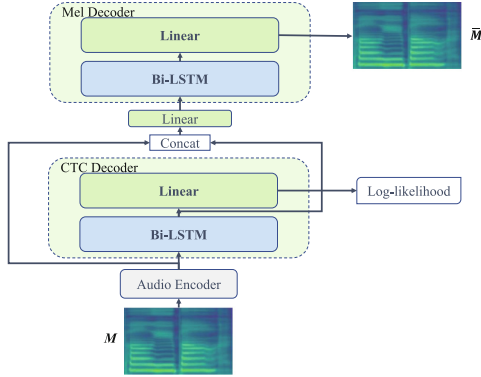 Mel Decoder
Linear
M̄
Bi-LSTM
Linear
Concat
CTC Decoder
Linear
Log-likelihood
Bi-LSTM
Audio Encoder
M